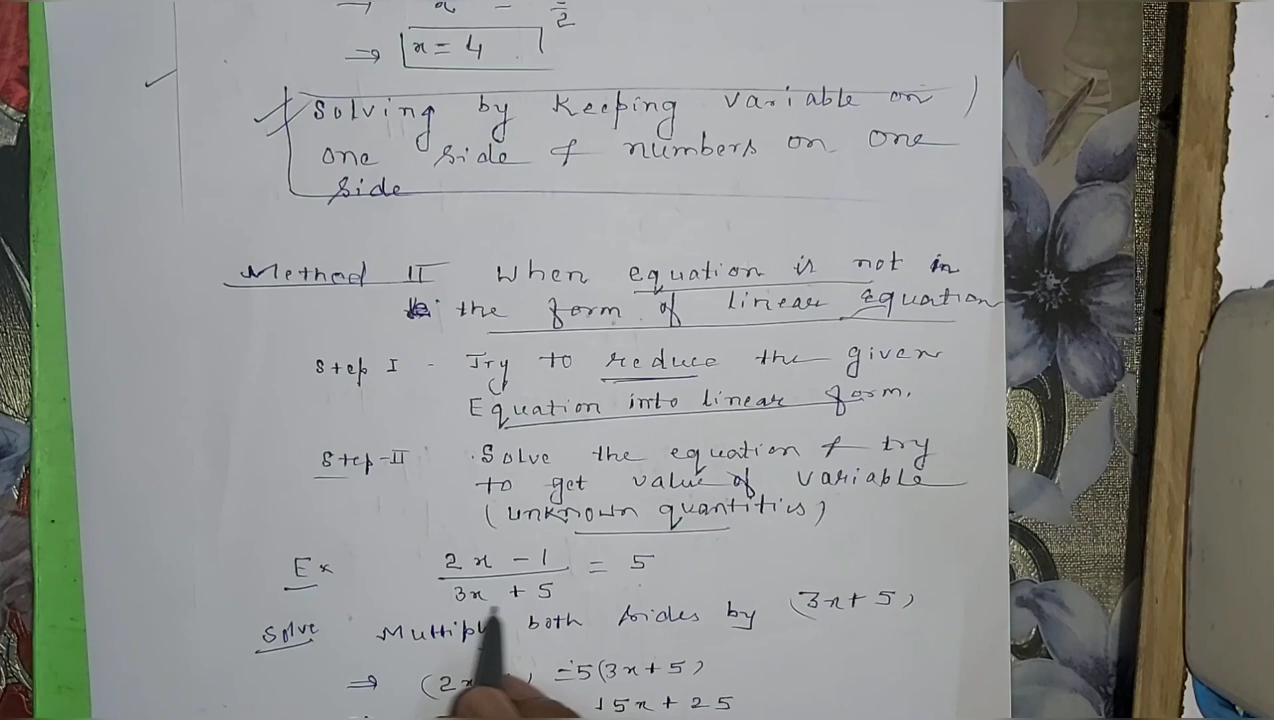 ⇒ x = 4
Solving by Keeping variable on
one side & numbers on one
side
Method II When equation is not in
the form of linear equation
Step I - Try to reduce the given
Equation into linear form.
Step-II Solve the equation & try
to get value of variable
(unknown quantities)
Ex (2x - 1)/(3x + 5) = 5
Solve Multiply both sides by (3x + 5)
⇒ (2x ) = 5(3x + 5)
15x + 25